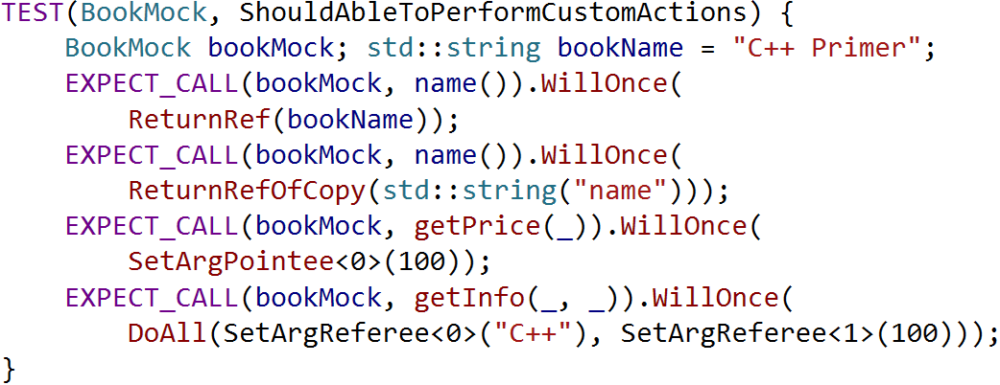 TEST(BookMock, ShouldAbleToPerformCustomActions) {
    BookMock bookMock; std::string bookName = "C++ Primer";
    EXPECT_CALL(bookMock, name()).WillOnce(
        ReturnRef(bookName));
    EXPECT_CALL(bookMock, name()).WillOnce(
        ReturnRefOfCopy(std::string("name")));
    EXPECT_CALL(bookMock, getPrice(_)).WillOnce(
        SetArgPointee<0>(100));
    EXPECT_CALL(bookMock, getInfo(_, _)).WillOnce(
        DoAll(SetArgReferee<0>("C++"), SetArgReferee<1>(100)));
}